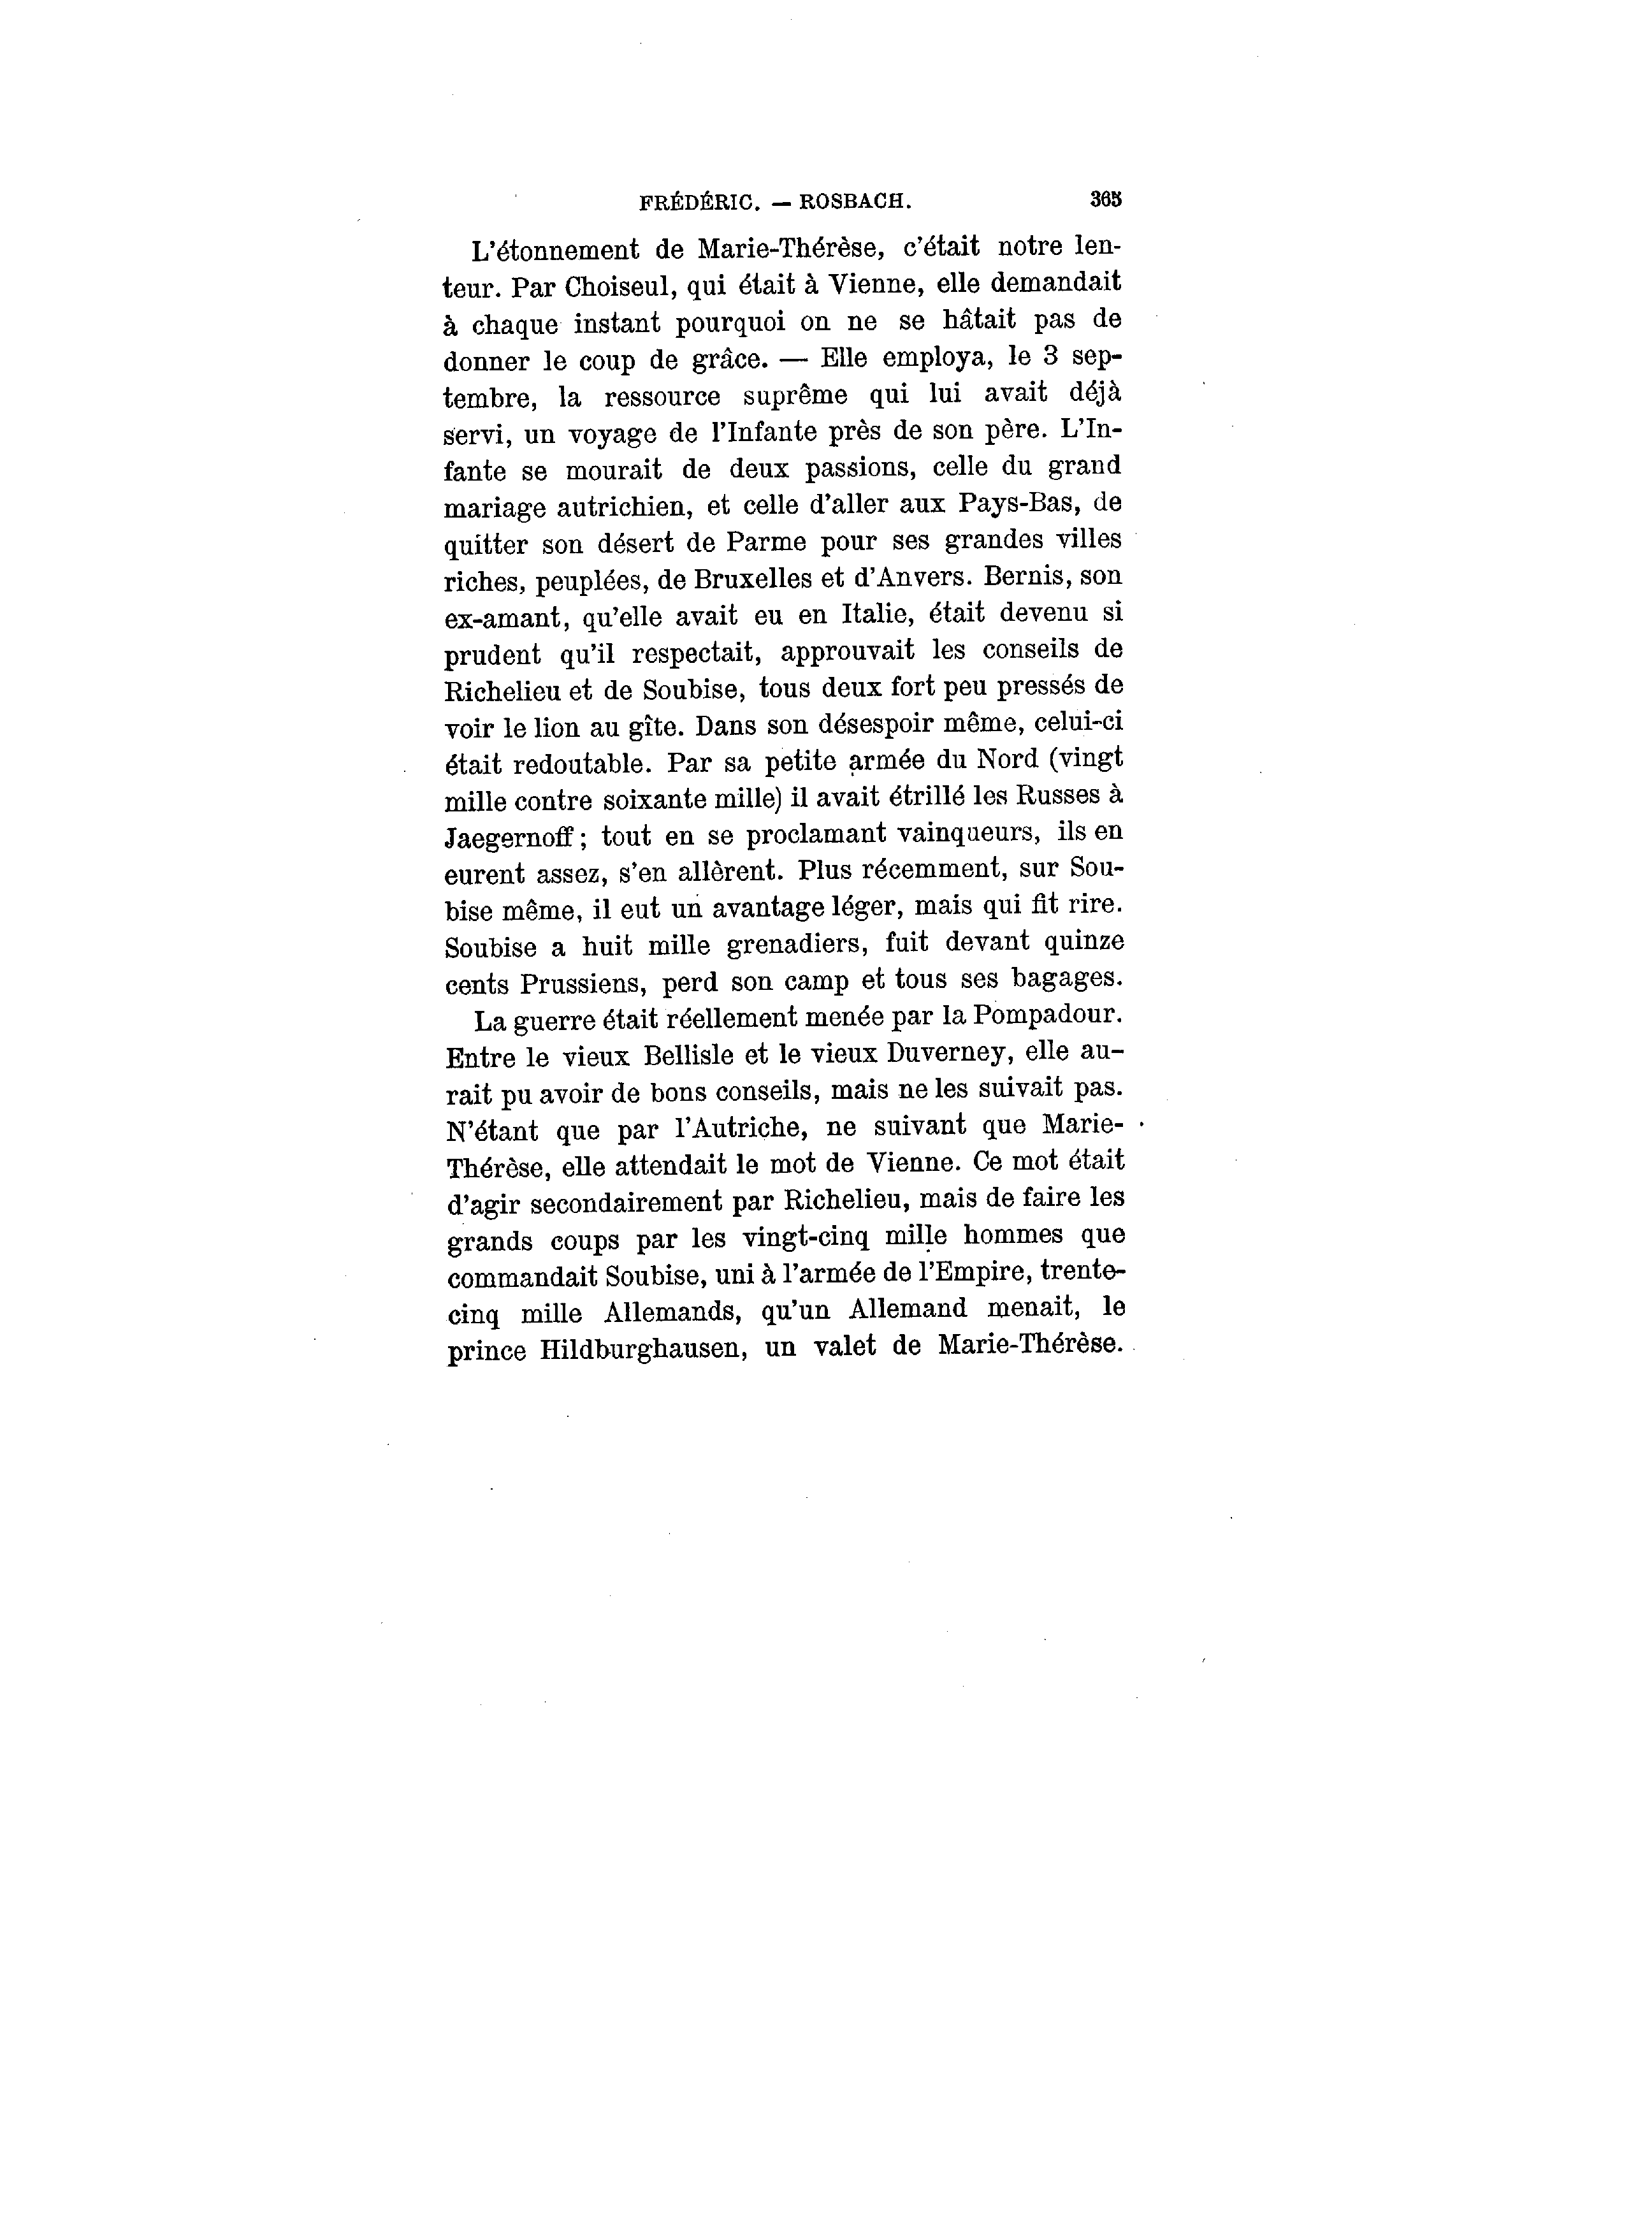 FRÉDÉRIC. — ROSBACH. 365
L'étonnement de Marie-Thérèse, c'était notre len-
teur. Par Choiseul, qui était à Vienne, elle demandait
à chaque instant pourquoi on ne se hâtait pas de
donner le coup de grâce. — Elle employa, le 3 sep-
tembre, la ressource suprême qui lui avait déjà
servi, un voyage de l'Infante près de son père. L'In-
fante se mourait de deux passions, celle du grand
mariage autrichien, et celle d'aller aux Pays-Bas, de
quitter son désert de Parme pour ses grandes villes
riches, peuplées, de Bruxelles et d'Anvers. Bernis, son
ex-amant, qu'elle avait eu en Italie, était devenu si
prudent qu'il respectait, approuvait les conseils de
Richelieu et de Soubise, tous deux fort peu pressés de
voir le lion au gîte. Dans son désespoir même, celui-ci
était redoutable. Par sa petite armée du Nord (vingt
mille contre soixante mille) il avait étrillé les Russes à
Jaegernoff ; tout en se proclamant vainqueurs, ils en
eurent assez, s'en allèrent. Plus récemment, sur Sou-
bise même, il eut un avantage léger, mais qui fit rire.
Soubise a huit mille grenadiers, fuit devant quinze
cents Prussiens, perd son camp et tous ses bagages.
La guerre était réellement menée par la Pompadour.
Entre le vieux Bellisle et le vieux Duverney, elle au-
rait pu avoir de bons conseils, mais ne les suivait pas.
N'étant que par l'Autriche, ne suivant que Marie-
Thérèse, elle attendait le mot de Vienne. Ce mot était
d'agir secondairement par Richelieu, mais de faire les
grands coups par les vingt-cinq mille hommes que
commandait Soubise, uni à l'armée de l'Empire, trente-
cinq mille Allemands, qu'un Allemand menait, le
prince Hildburghausen, un valet de Marie-Thérèse.